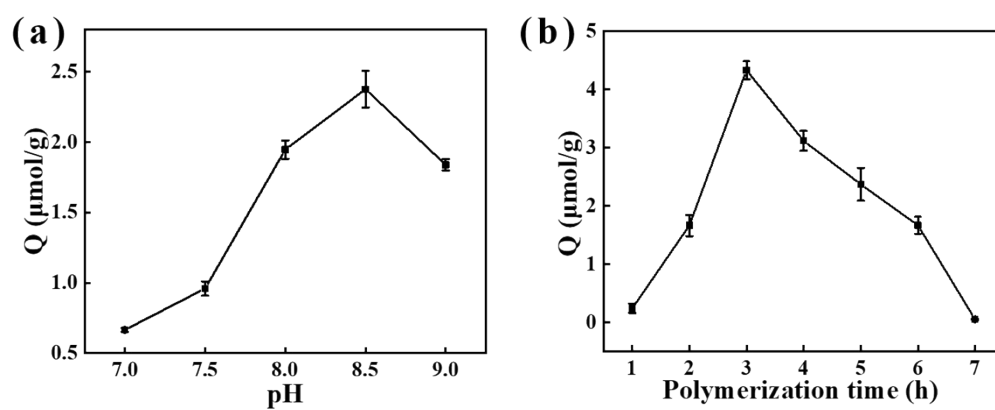 (a)
Q (μmol/g)
2.5
2.0
1.5
1.0
0.5
7.0 7.5 8.0 8.5 9.0
pH
(b)
Q (μmol/g)
5
4
3
2
1
0
1 2 3 4 5 6 7
Polymerization time (h)